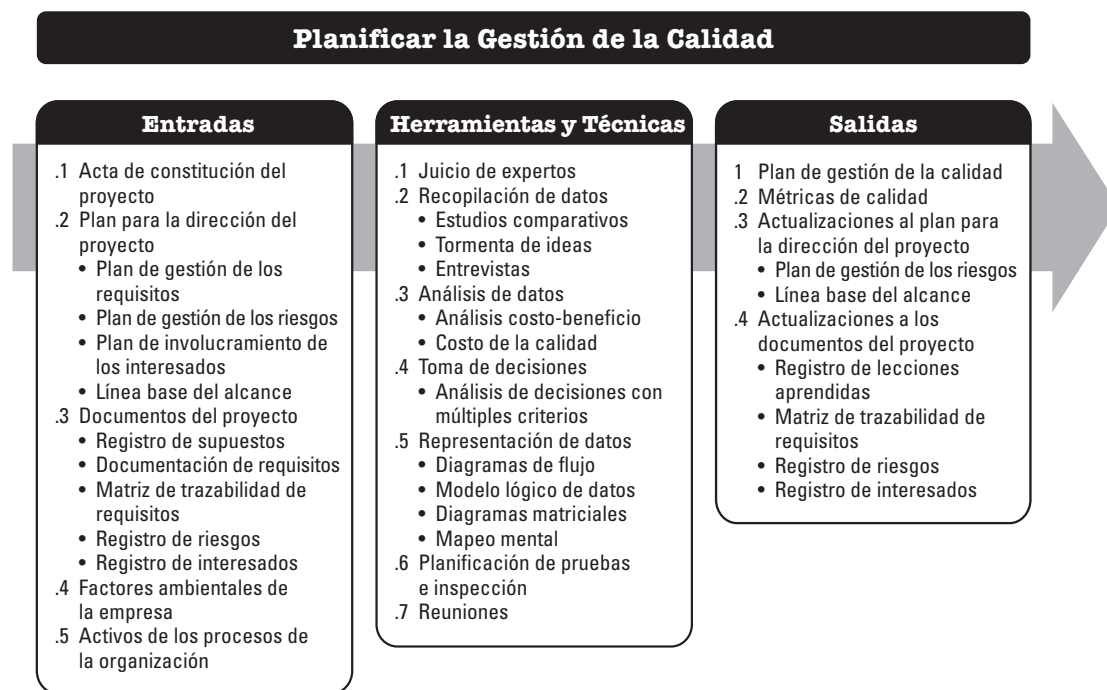 Planificar la Gestión de la Calidad
Entradas
.1 Acta de constitución del
proyecto
.2 Plan para la dirección del
proyecto
• Plan de gestión de los
requisitos
• Plan de gestión de los riesgos
• Plan de involucramiento de
los interesados
• Línea base del alcance
.3 Documentos del proyecto
• Registro de supuestos
• Documentación de requisitos
• Matriz de trazabilidad de
requisitos
• Registro de riesgos
• Registro de interesados
.4 Factores ambientales de
la empresa
.5 Activos de los procesos de
la organización
Herramientas y Técnicas
.1 Juicio de expertos
.2 Recopilación de datos
• Estudios comparativos
• Tormenta de ideas
• Entrevistas
.3 Análisis de datos
• Análisis costo-beneficio
• Costo de la calidad
.4 Toma de decisiones
• Análisis de decisiones con
múltiples criterios
.5 Representación de datos
• Diagramas de flujo
• Modelo lógico de datos
• Diagramas matriciales
• Mapeo mental
.6 Planificación de pruebas
e inspección
.7 Reuniones
Salidas
1 Plan de gestión de la calidad
.2 Métricas de calidad
.3 Actualizaciones al plan para
la dirección del proyecto
• Plan de gestión de los riesgos
• Línea base del alcance
.4 Actualizaciones a los
documentos del proyecto
• Registro de lecciones
aprendidas
• Matriz de trazabilidad de
requisitos
• Registro de riesgos
• Registro de interesados